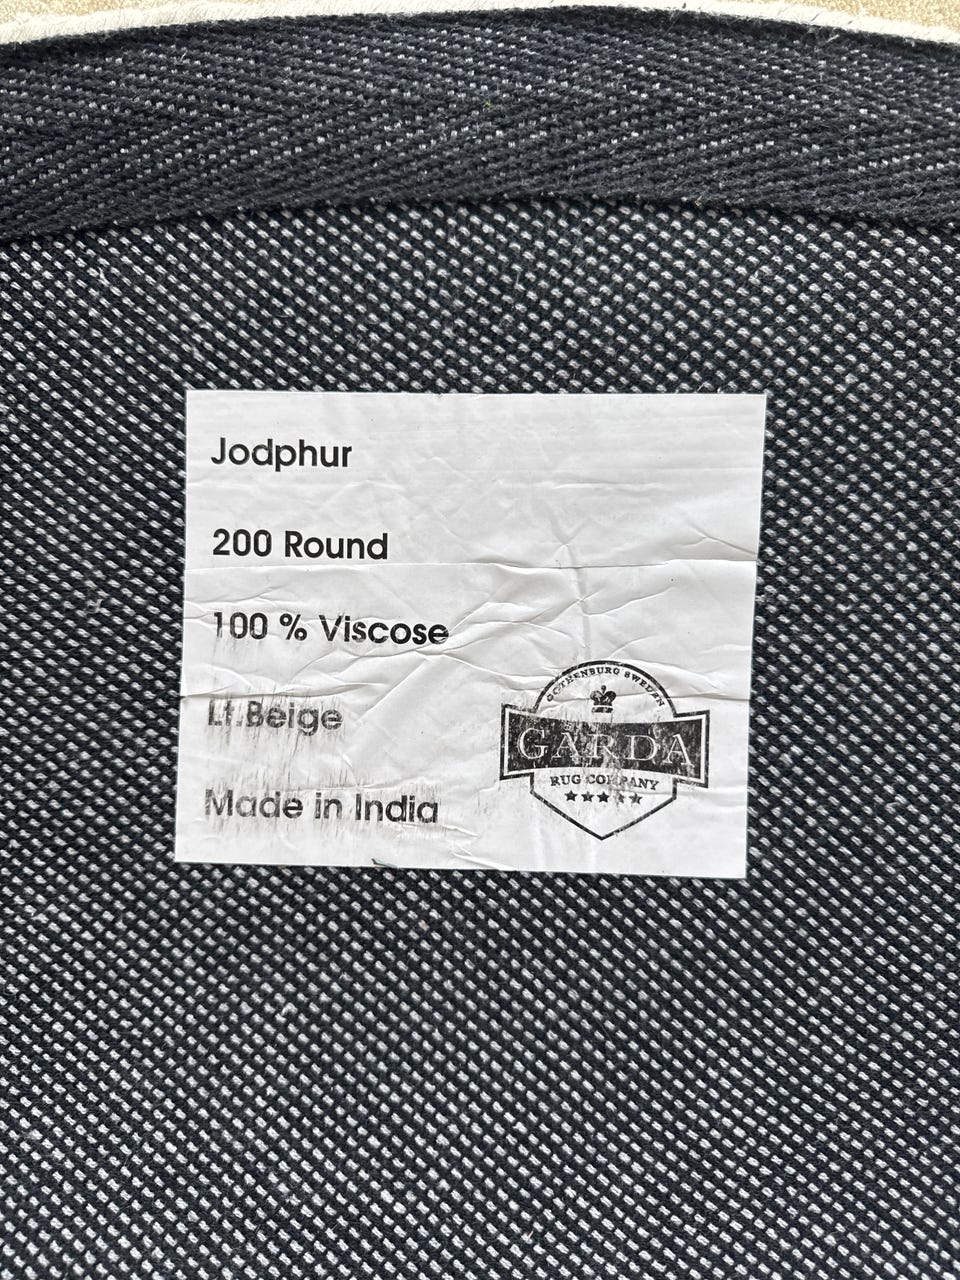 Jodphur
200 Round
100 % Viscose
Lt.Beige
Made in India
GOTHENBURG SWEDEN
GARDA
RUG COMPANY